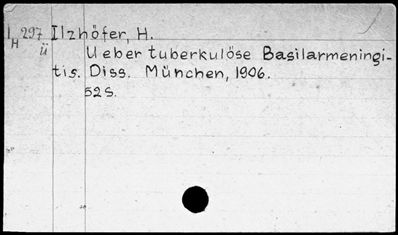 297 Ilzhöfer, H.
H ü Ueber tuberkulöse Basilarmeningi-
tis. Diss. München, 1906.
52 S.